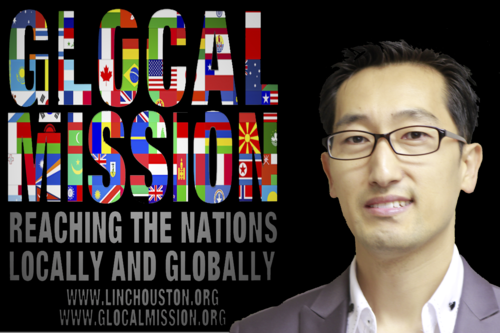 GLOCAL
MISSION
REACHING THE NATIONS
LOCALLY AND GLOBALLY
WWW.LINCHOUSTON.ORG
WWW.GLOCALMISSION.ORG